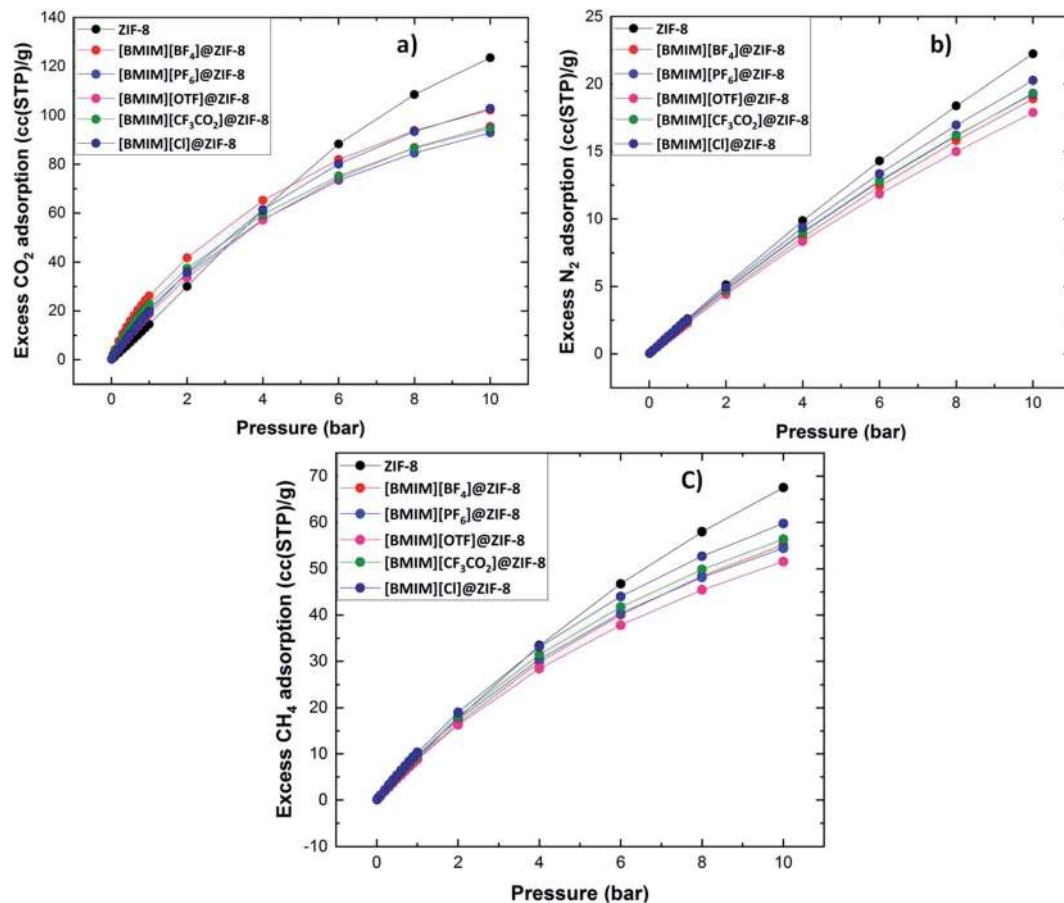 a)
ZIF-8
[BMIM][BF4]@ZIF-8
[BMIM][PF6]@ZIF-8
[BMIM][OTF]@ZIF-8
[BMIM][CF3CO2]@ZIF-8
[BMIM][Cl]@ZIF-8
Excess CO2 adsorption (cc(STP)/g)
140
120
100
80
60
40
20
0
0 2 4 6 8 10
Pressure (bar)
b)
ZIF-8
[BMIM][BF4]@ZIF-8
[BMIM][PF6]@ZIF-8
[BMIM][OTF]@ZIF-8
[BMIM][CF3CO2]@ZIF-8
[BMIM][Cl]@ZIF-8
Excess N2 adsorption (cc(STP)/g)
25
20
15
10
5
0
0 2 4 6 8 10
Pressure (bar)
C)
ZIF-8
[BMIM][BF4]@ZIF-8
[BMIM][PF6]@ZIF-8
[BMIM][OTF]@ZIF-8
[BMIM][CF3CO2]@ZIF-8
[BMIM][Cl]@ZIF-8
Excess CH4 adsorption (cc(STP)/g)
70
60
50
40
30
20
10
0
-10
0 2 4 6 8 10
Pressure (bar)